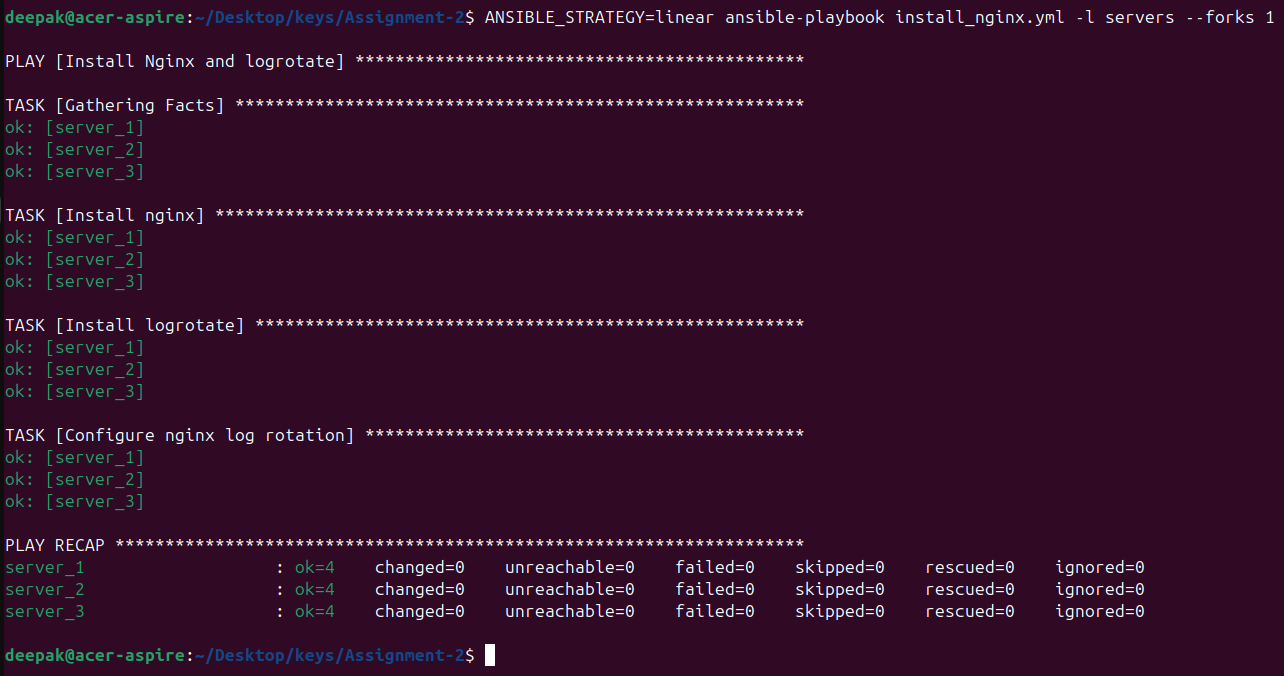 deepak@acer-aspire:~/Desktop/keys/Assignment-2$ ANSIBLE_STRATEGY=linear ansible-playbook install_nginx.yml -l servers --forks 1
PLAY [Install Nginx and logrotate] *********************************************
TASK [Gathering Facts] *********************************************************
ok: [server_1]
ok: [server_2]
ok: [server_3]
TASK [Install nginx] ***********************************************************
ok: [server_1]
ok: [server_2]
ok: [server_3]
TASK [Install logrotate] *******************************************************
ok: [server_1]
ok: [server_2]
ok: [server_3]
TASK [Configure nginx log rotation] ********************************************
ok: [server_1]
ok: [server_2]
ok: [server_3]
PLAY RECAP *********************************************************************
server_1                   : ok=4    changed=0    unreachable=0    failed=0    skipped=0    rescued=0    ignored=0
server_2                   : ok=4    changed=0    unreachable=0    failed=0    skipped=0    rescued=0    ignored=0
server_3                   : ok=4    changed=0    unreachable=0    failed=0    skipped=0    rescued=0    ignored=0
deepak@acer-aspire:~/Desktop/keys/Assignment-2$